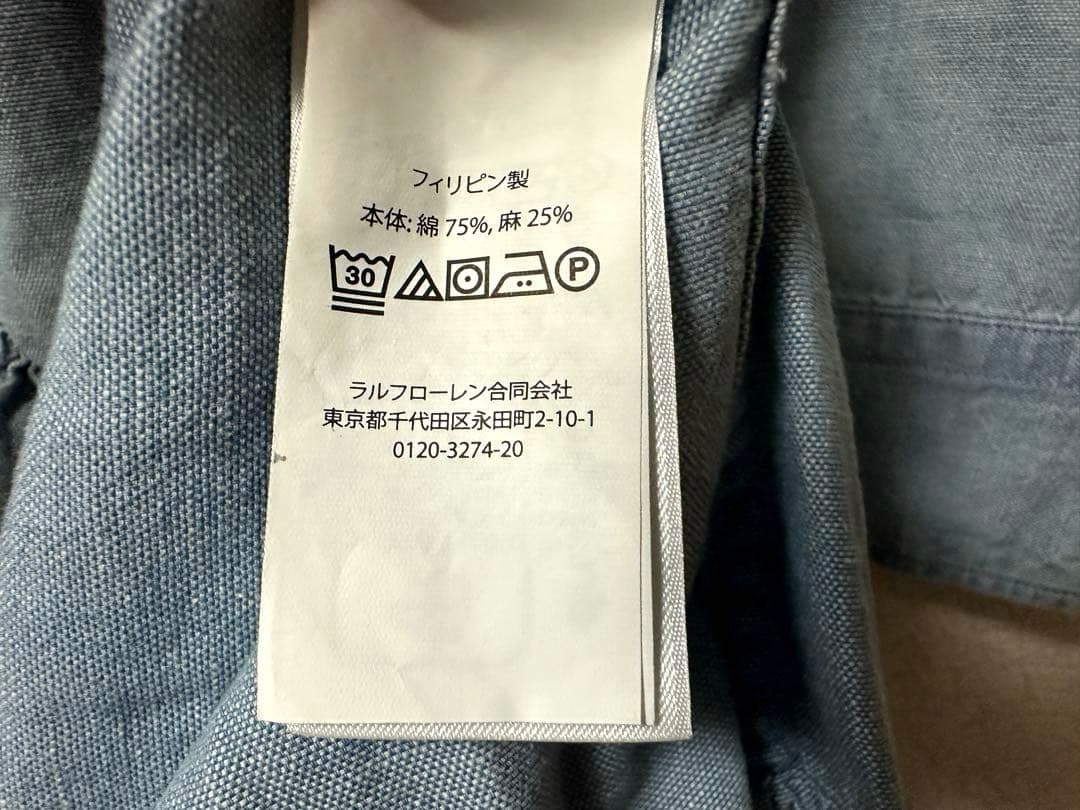 フィリピン製
本体: 綿 75%, 麻 25%
30 P
ラルフローレン合同会社
東京都千代田区永田町2-10-1
0120-3274-20